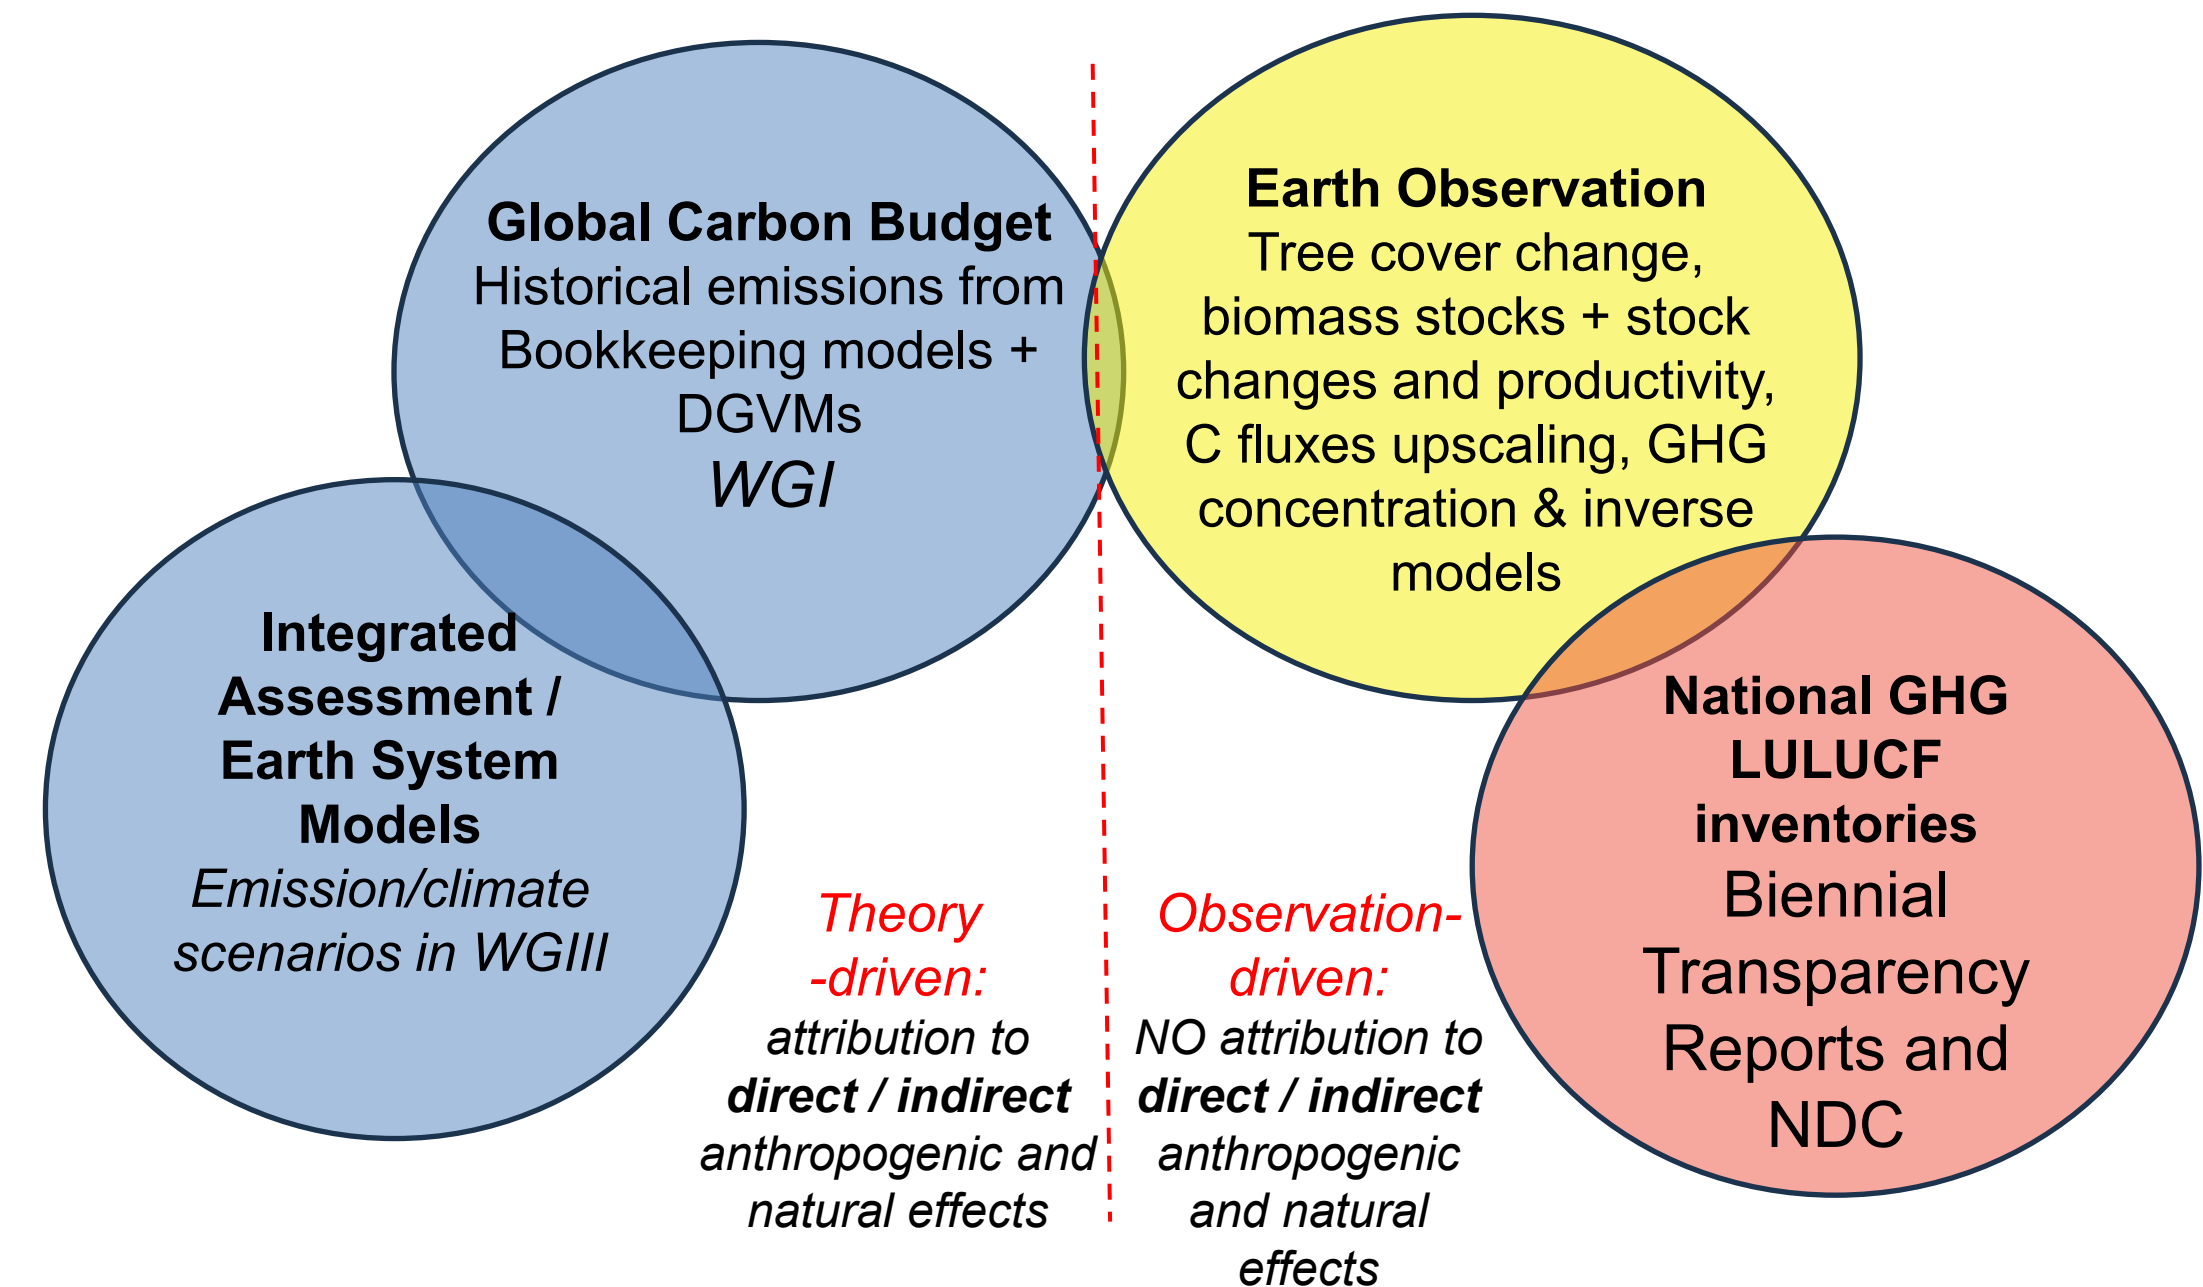 Global Carbon Budget
Historical emissions from
Bookkeeping models +
DGVMs
WGI
Earth Observation
Tree cover change,
biomass stocks + stock
changes and productivity,
C fluxes upscaling, GHG
concentration & inverse
models
Integrated
Assessment /
Earth System
Models
Emission/climate
scenarios in WGIII
National GHG
LULUCF
inventories
Biennial
Transparency
Reports and
NDC
Theory
-driven:
attribution to
direct / indirect
anthropogenic and
natural effects
Observation-
driven:
NO attribution to
direct / indirect
anthropogenic
and natural
effects